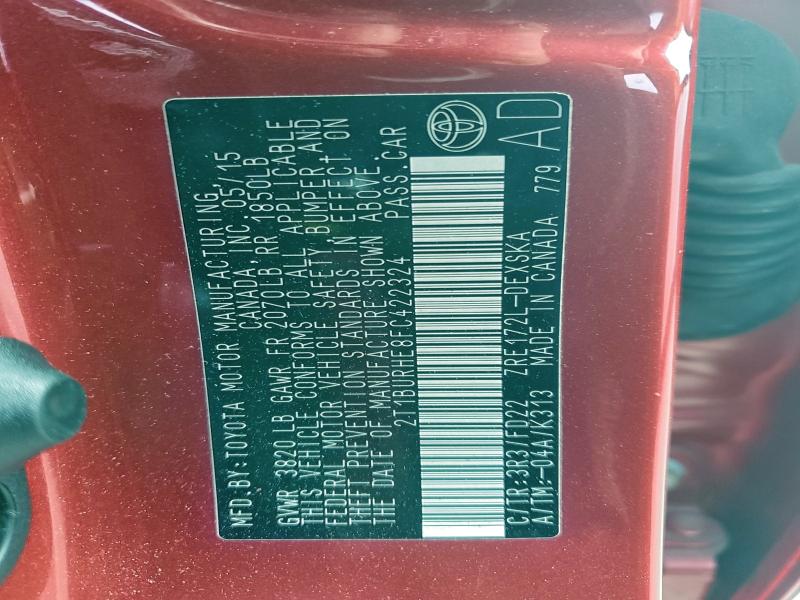 MFD.BY:TOYOTA MOTOR MANUFACTURING,
CANADA INC. 05/15
GVWR 3820 LB GAWR FR 2070LB RR 1850LB
THIS VEHICLE CONFORMS TO ALL APPLICABLE
FEDERAL MOTOR VEHICLE SAFETY, BUMPER, AND
THEFT PREVENTION STANDARDS IN EFFECT ON
THE DATE OF MANUFACTURE SHOWN ABOVE.
2T1BURHE8FC422324 PASS.CAR
C/TR:3R3/FD22 ZRE172L-DEXSKA
A/TM:-04A/K313 MADE IN CANADA 779
AD